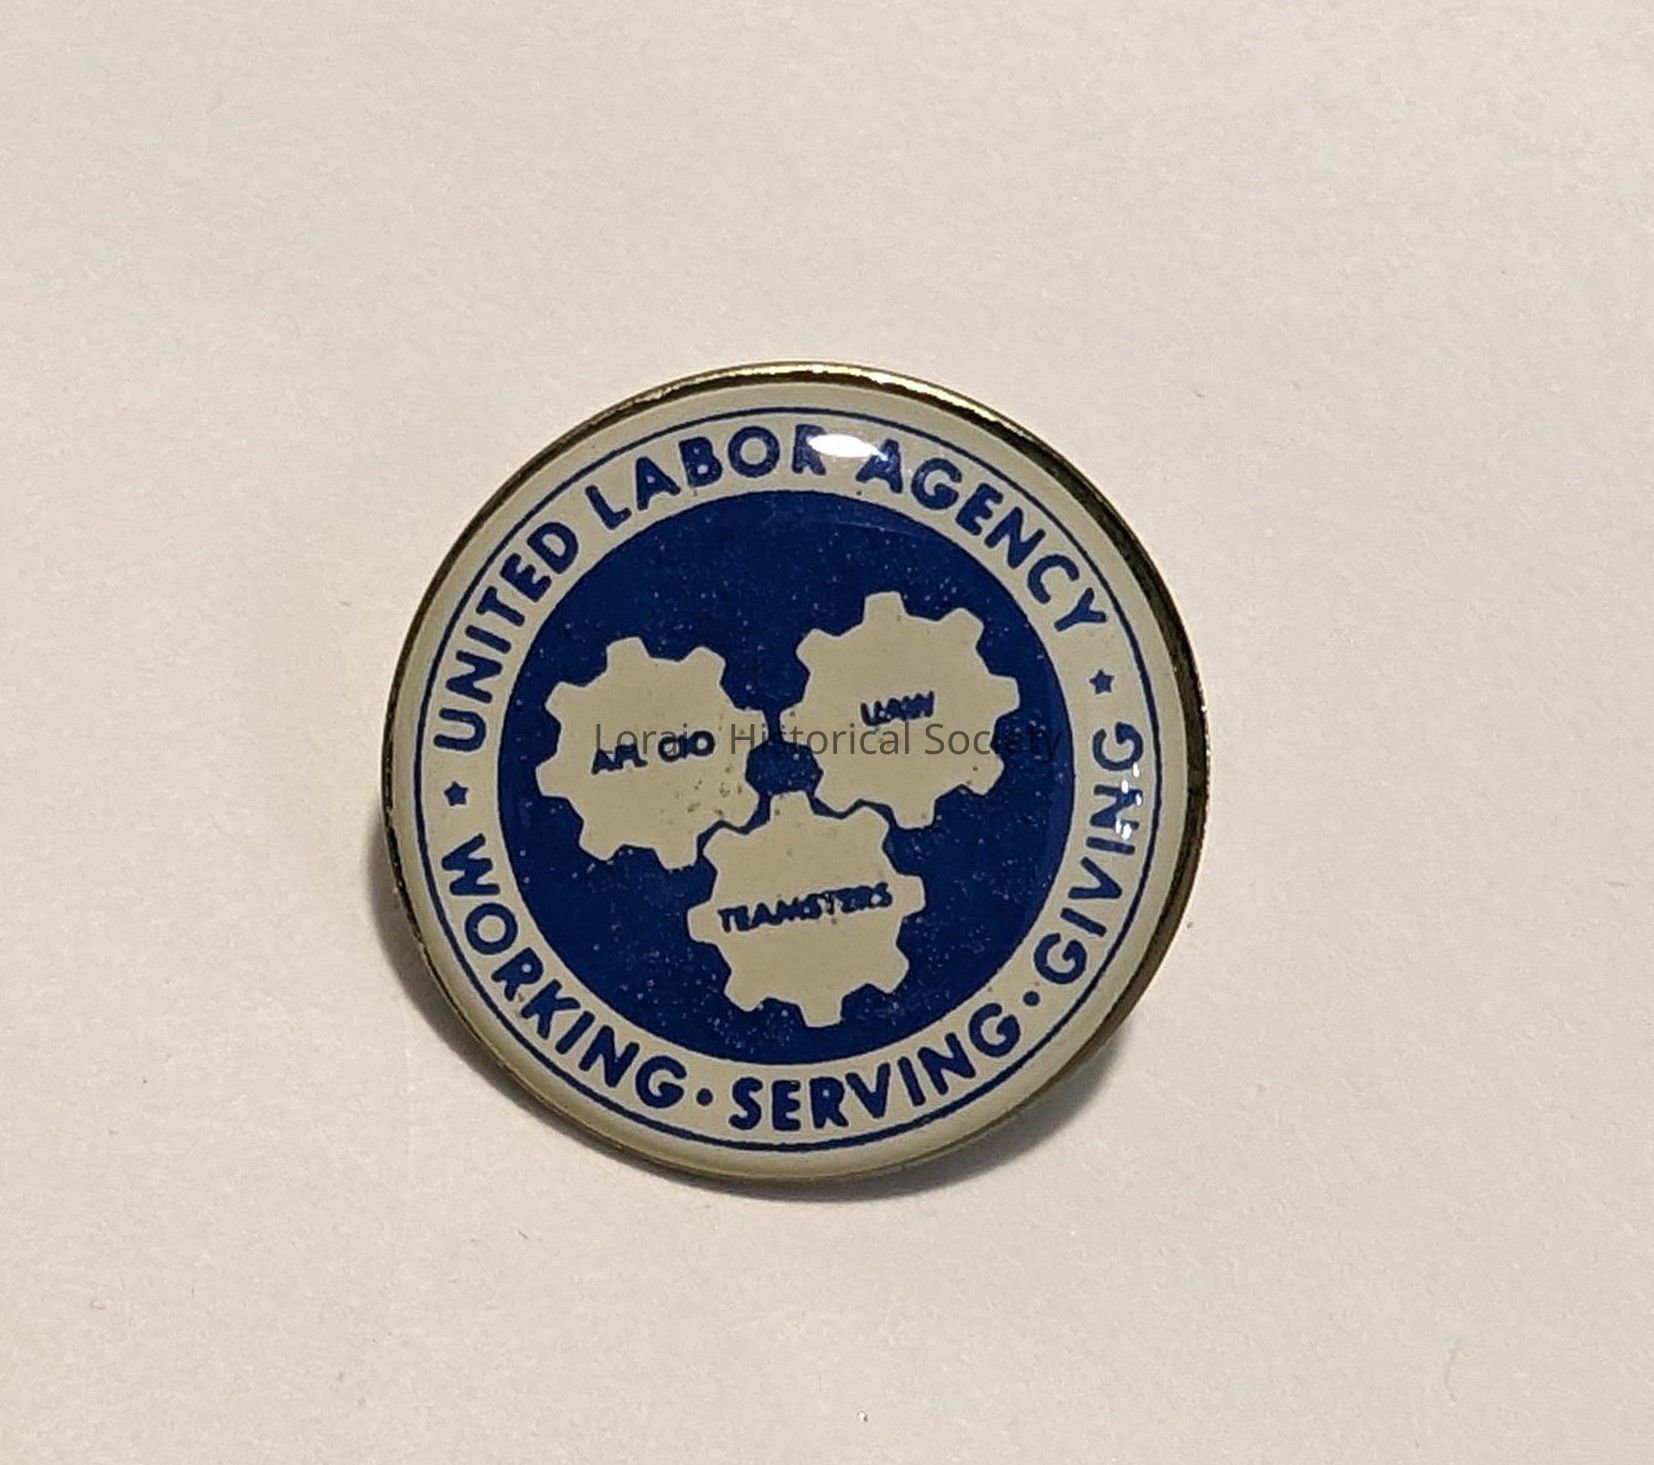 UNITED LABOR AGENCY
AFL CIO
UAW
Lorain Historical Society
TEAMSTERS
WORKING • SERVING • GIVING